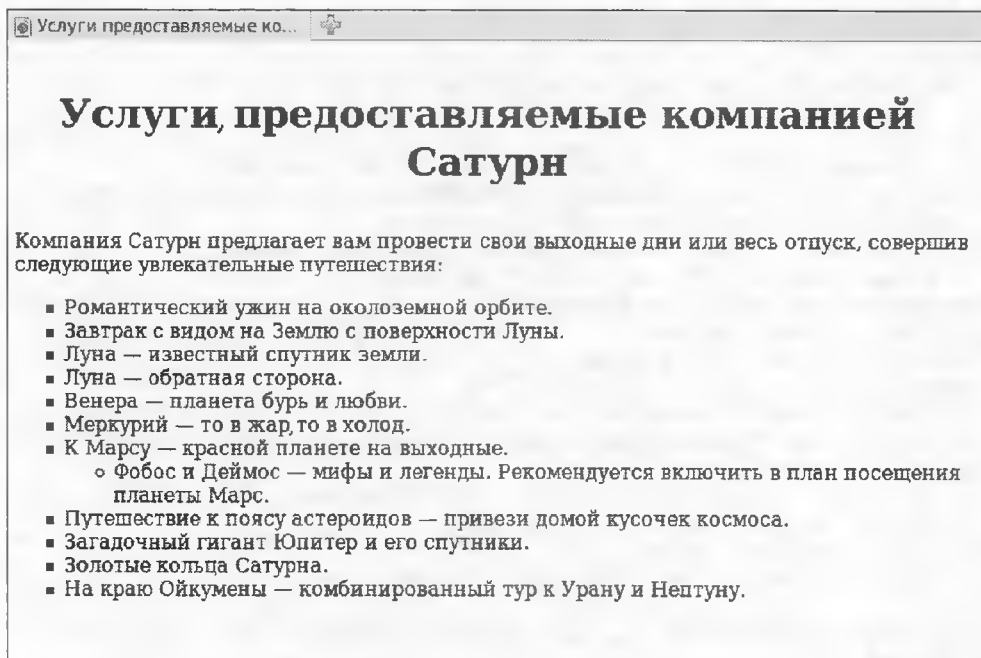 Услуги предоставляемые ко...
Услуги, предоставляемые компанией
Сатурн
Компания Сатурн предлагает вам провести свои выходные дни или весь отпуск, совершив
следующие увлекательные путешествия:
Романтический ужин на околоземной орбите.
Завтрак с видом на Землю с поверхности Луны.
Луна — известный спутник земли.
Луна — обратная сторона.
Венера — планета бурь и любви.
Меркурий — то в жар, то в холод.
К Марсу — красной планете на выходные.
Фобос и Деймос — мифы и легенды. Рекомендуется включить в план посещения
планеты Марс.
Путешествие к поясу астероидов — привези домой кусочек космоса.
Загадочный гигант Юпитер и его спутники.
Золотые кольца Сатурна.
На краю Ойкумены — комбинированный тур к Урану и Нептуну.